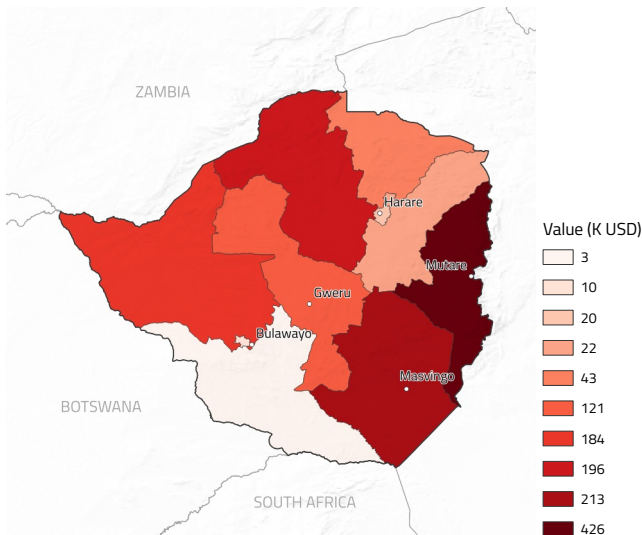 ZAMBIA
Harare
Value (K USD)
3
10
20
22
43
121
184
196
213
426
Mutare
Gweru
Bulawayo
Masvingo
BOTSWANA
SOUTH AFRICA